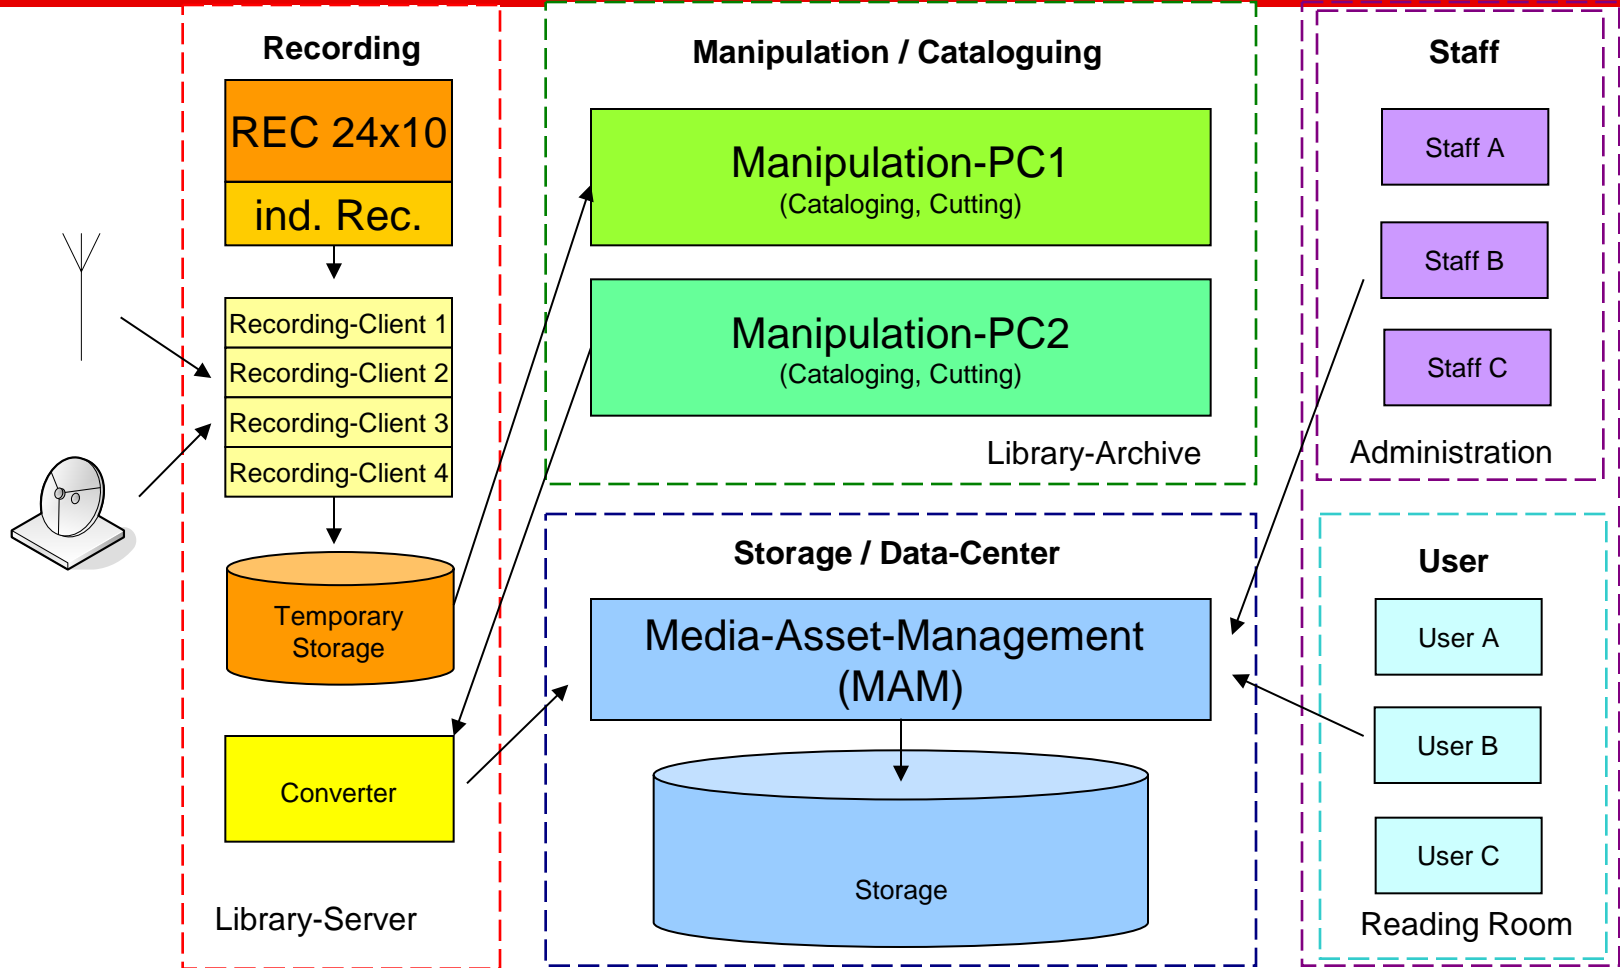 Recording
REC 24x10
ind. Rec.
Recording-Client 1
Recording-Client 2
Recording-Client 3
Recording-Client 4
Temporary
Storage
Converter
Library-Server
Manipulation / Cataloguing
Manipulation-PC1
(Cataloging, Cutting)
Manipulation-PC2
(Cataloging, Cutting)
Library-Archive
Storage / Data-Center
Media-Asset-Management
(MAM)
Storage
Staff
Staff A
Staff B
Staff C
Administration
User
User A
User B
User C
Reading Room